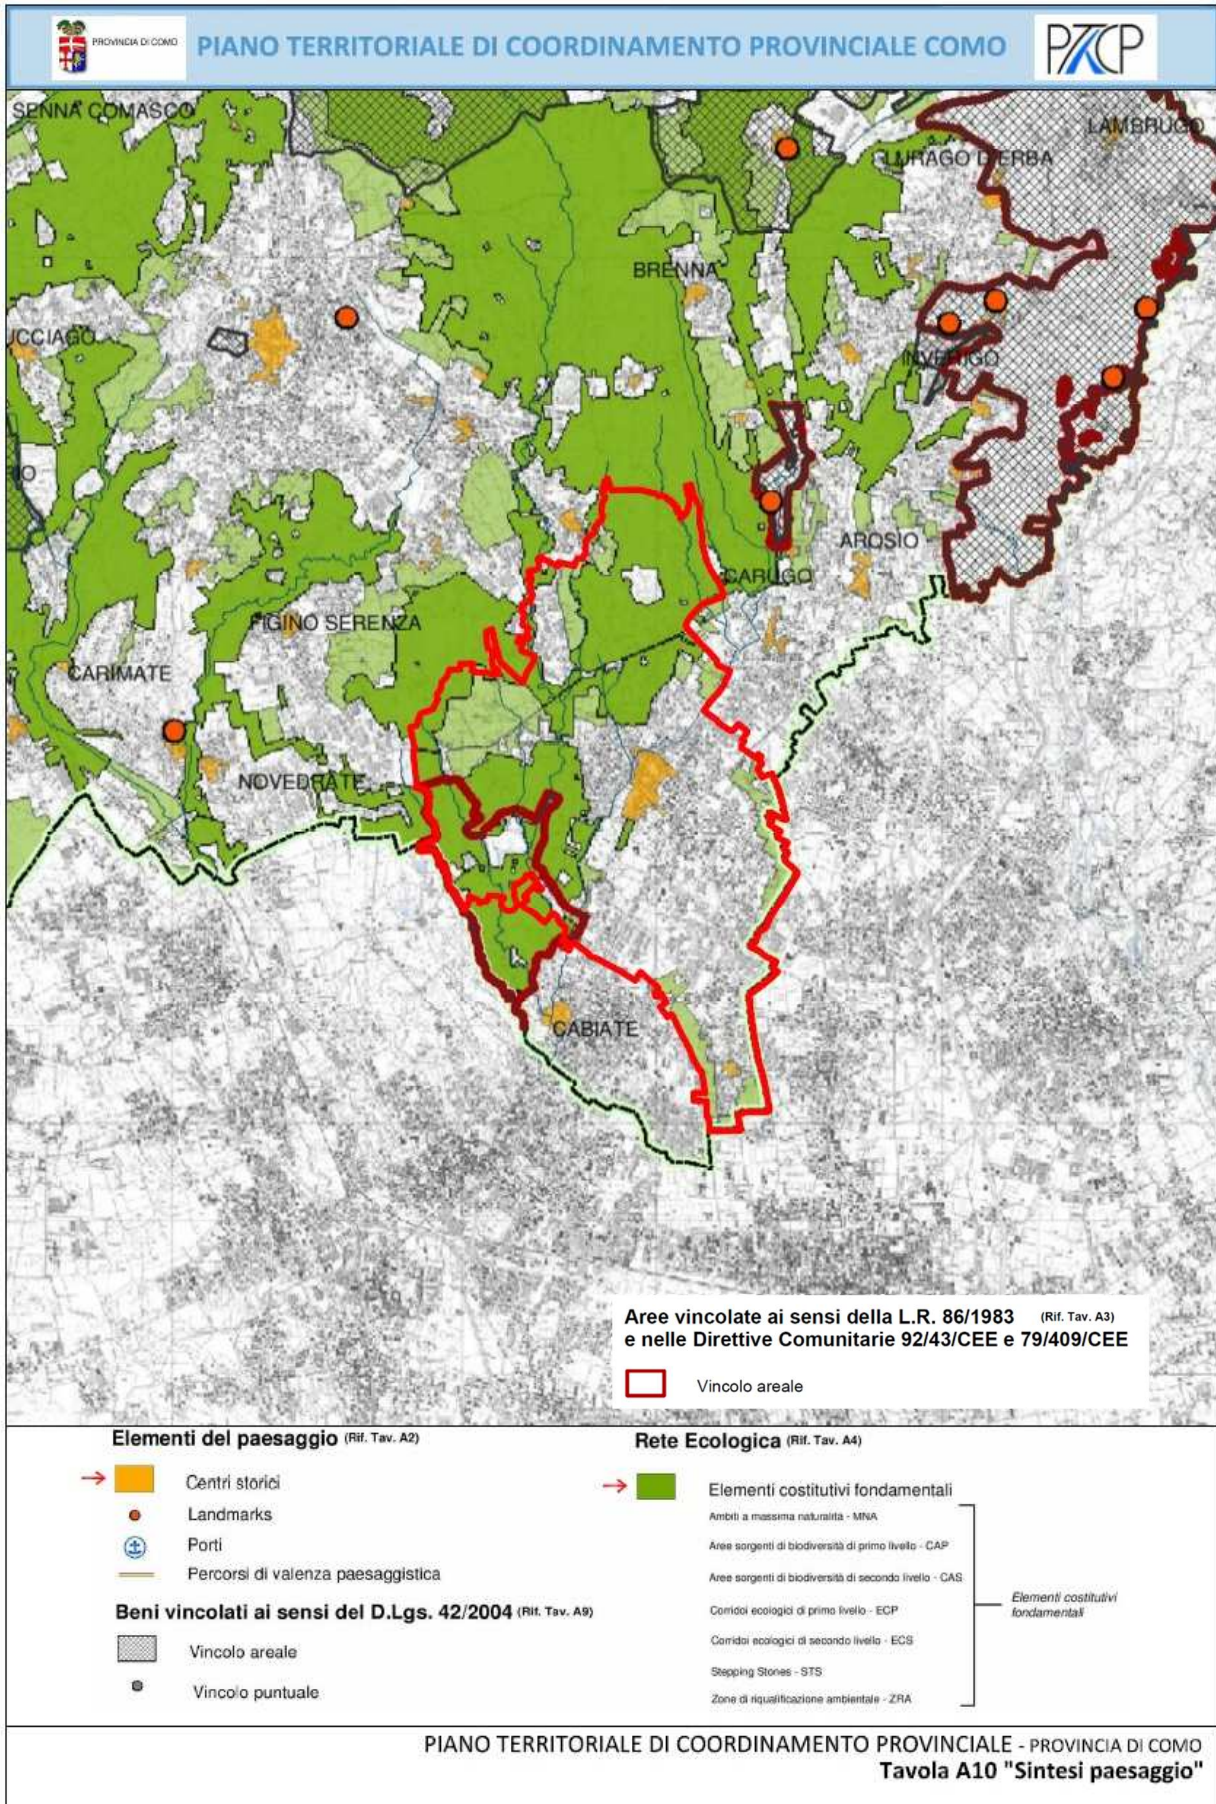 PROVINCIA DI COMO
PIANO TERRITORIALE DI COORDINAMENTO PROVINCIALE COMO
PTCP
SENNA COMASCO
LAMBRUGO
LURAGO D'ERBA
BRENNA
UCCIAGO
INVERIGO
AROSIO
CARUGO
FIGINO SERENZA
CARIMATE
NOVEDRATE
CABIATE
Aree vincolate ai sensi della L.R. 86/1983 (Rif. Tav. A3)
e nelle Direttive Comunitarie 92/43/CEE e 79/409/CEE
Vincolo areale
Elementi del paesaggio (Rif. Tav. A2)
Centri storici
Landmarks
Porti
Percorsi di valenza paesaggistica
Beni vincolati ai sensi del D.Lgs. 42/2004 (Rif. Tav. A9)
Vincolo areale
Vincolo puntuale
Rete Ecologica (Rif. Tav. A4)
Elementi costitutivi fondamentali
Ambiti a massima naturalità - MNA
Aree sorgenti di biodiversità di primo livello - CAP
Aree sorgenti di biodiversità di secondo livello - CAS
Corridoi ecologici di primo livello - ECP
Corridoi ecologici di secondo livello - ECS
Stepping Stones - STS
Zone di riqualificazione ambientale - ZRA
Elementi costitutivi
fondamentali
PIANO TERRITORIALE DI COORDINAMENTO PROVINCIALE - PROVINCIA DI COMO
Tavola A10 "Sintesi paesaggio"